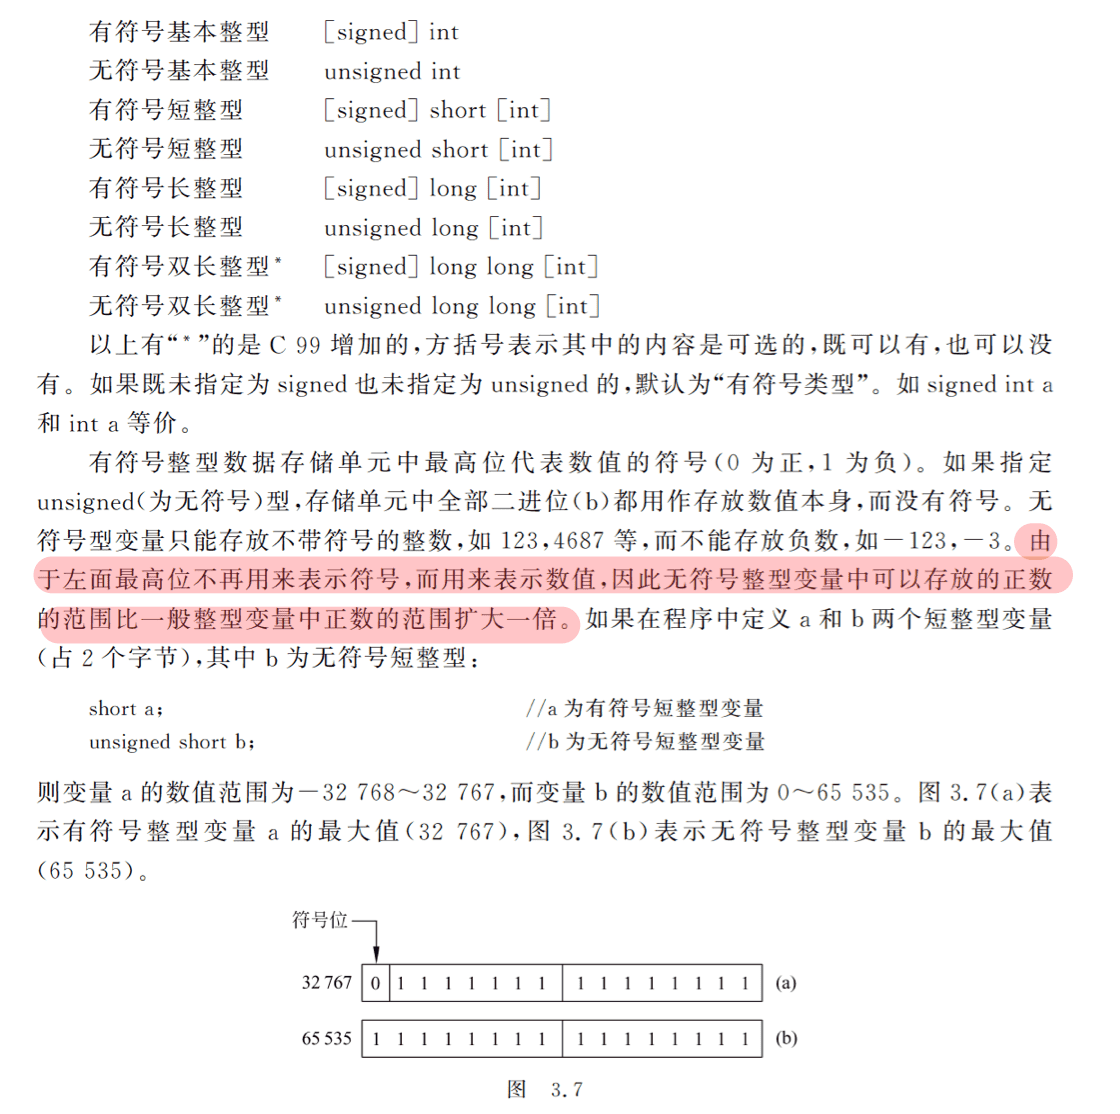 有符号基本整型 [signed] int
无符号基本整型 unsigned int
有符号短整型 [signed] short [int]
无符号短整型 unsigned short [int]
有符号长整型 [signed] long [int]
无符号长整型 unsigned long [int]
有符号双长整型* [signed] long long [int]
无符号双长整型* unsigned long long [int]
以上有“*”的是 C 99 增加的,方括号表示其中的内容是可选的,既可以有,也可以没
有。如果既未指定为 signed 也未指定为 unsigned 的,默认为“有符号类型”。如 signed int a
和 int a 等价。
有符号整型数据存储单元中最高位代表数值的符号(0 为正,1 为负)。如果指定
unsigned(为无符号)型,存储单元中全部二进位(b)都用作存放数值本身,而没有符号。无
符号型变量只能存放不带符号的整数,如 123,4687 等,而不能存放负数,如-123,-3。由
于左面最高位不再用来表示符号,而用来表示数值,因此无符号整型变量中可以存放的正数
的范围比一般整型变量中正数的范围扩大一倍。如果在程序中定义 a 和 b 两个短整型变量
(占 2 个字节),其中 b 为无符号短整型:
short a; //a 为有符号短整型变量
unsigned short b; //b 为无符号短整型变量
则变量 a 的数值范围为-32 768~32 767,而变量 b 的数值范围为 0~65 535。图 3.7(a)表
示有符号整型变量 a 的最大值(32 767),图 3.7(b)表示无符号整型变量 b 的最大值
(65 535)。
符号位
32 767 0 1 1 1 1 1 1 1 1 1 1 1 1 1 1 1 (a)
65 535 1 1 1 1 1 1 1 1 1 1 1 1 1 1 1 1 (b)
图 3.7